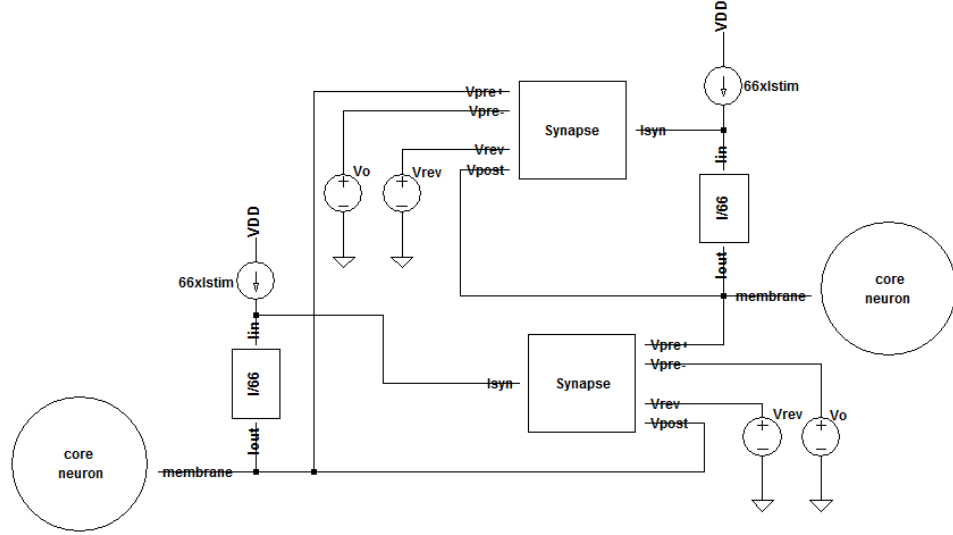 VDD
66xIstim
Vpre+
Vpre-
Synapse
Isyn
Iin
Vrev
Vpost
Vo
Vrev
I/66
Iout
VDD
core
neuron
membrane
66xIstim
Iin
Vpre+
Vpre-
Synapse
Isyn
I/66
Vrev
Vpost
Vrev
Vo
Iout
core
neuron
membrane